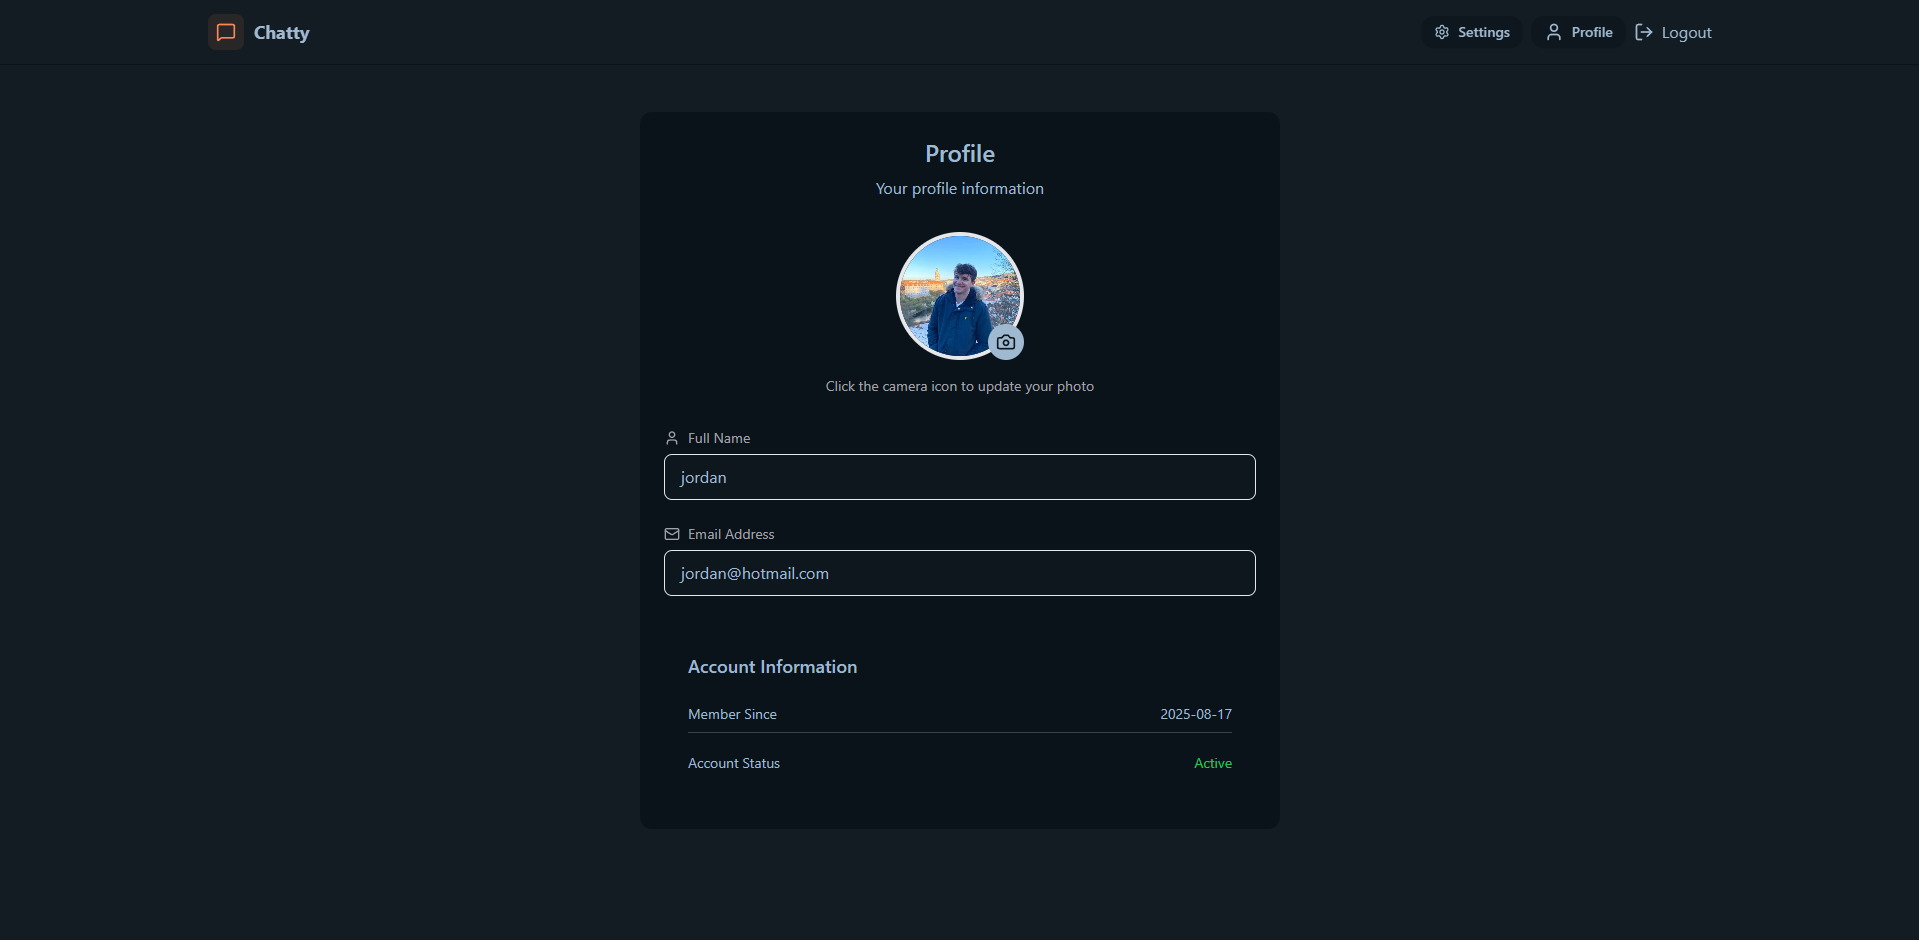 Chatty
Settings
Profile
Logout
Profile
Your profile information
Click the camera icon to update your photo
Full Name
jordan
Email Address
jordan@hotmail.com
Account Information
Member Since 2025-08-17
Account Status Active